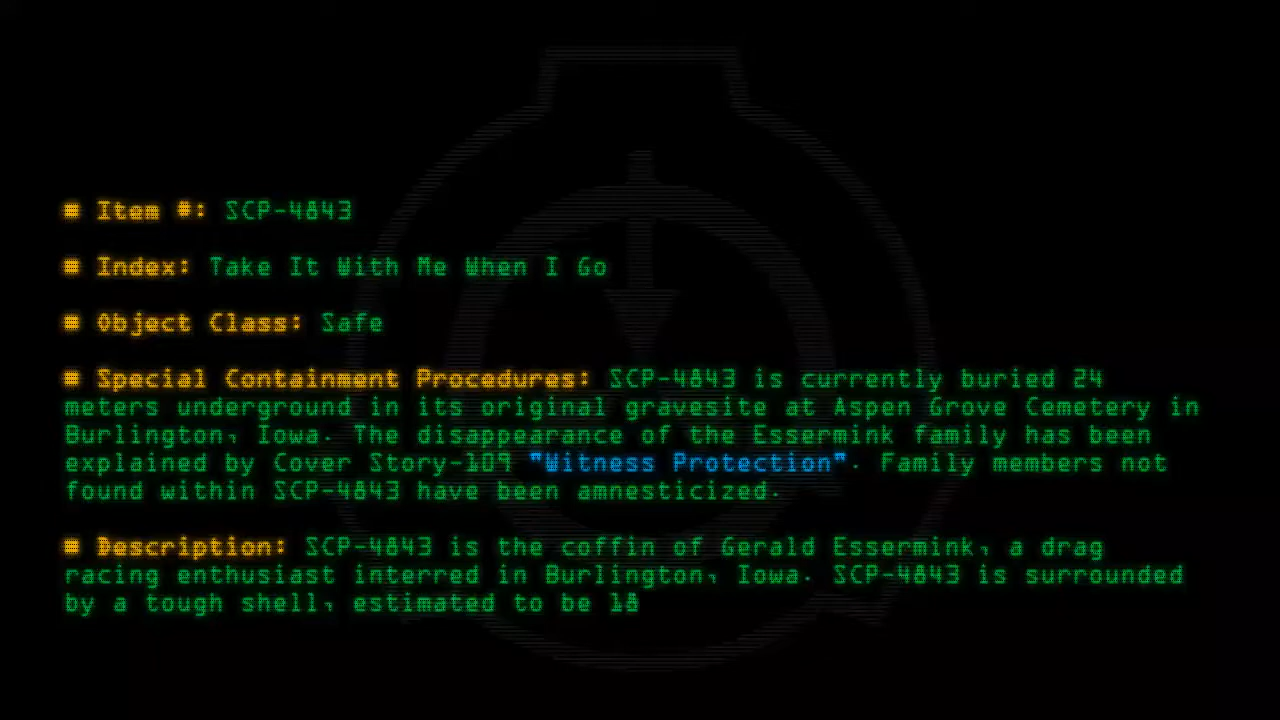 ■ Item #: SCP-4843
■ Index: Take It With Me When I Go
■ Object Class: Safe
■ Special Containment Procedures: SCP-4843 is currently buried 24
meters underground in its original gravesite at Aspen Grove Cemetery in
Burlington, Iowa. The disappearance of the Essermink family has been
explained by Cover Story-109 "Witness Protection". Family members not
found within SCP-4843 have been amnesticized.
■ Description: SCP-4843 is the coffin of Gerald Essermink, a drag
racing enthusiast interred in Burlington, Iowa. SCP-4843 is surrounded
by a tough shell, estimated to be 18